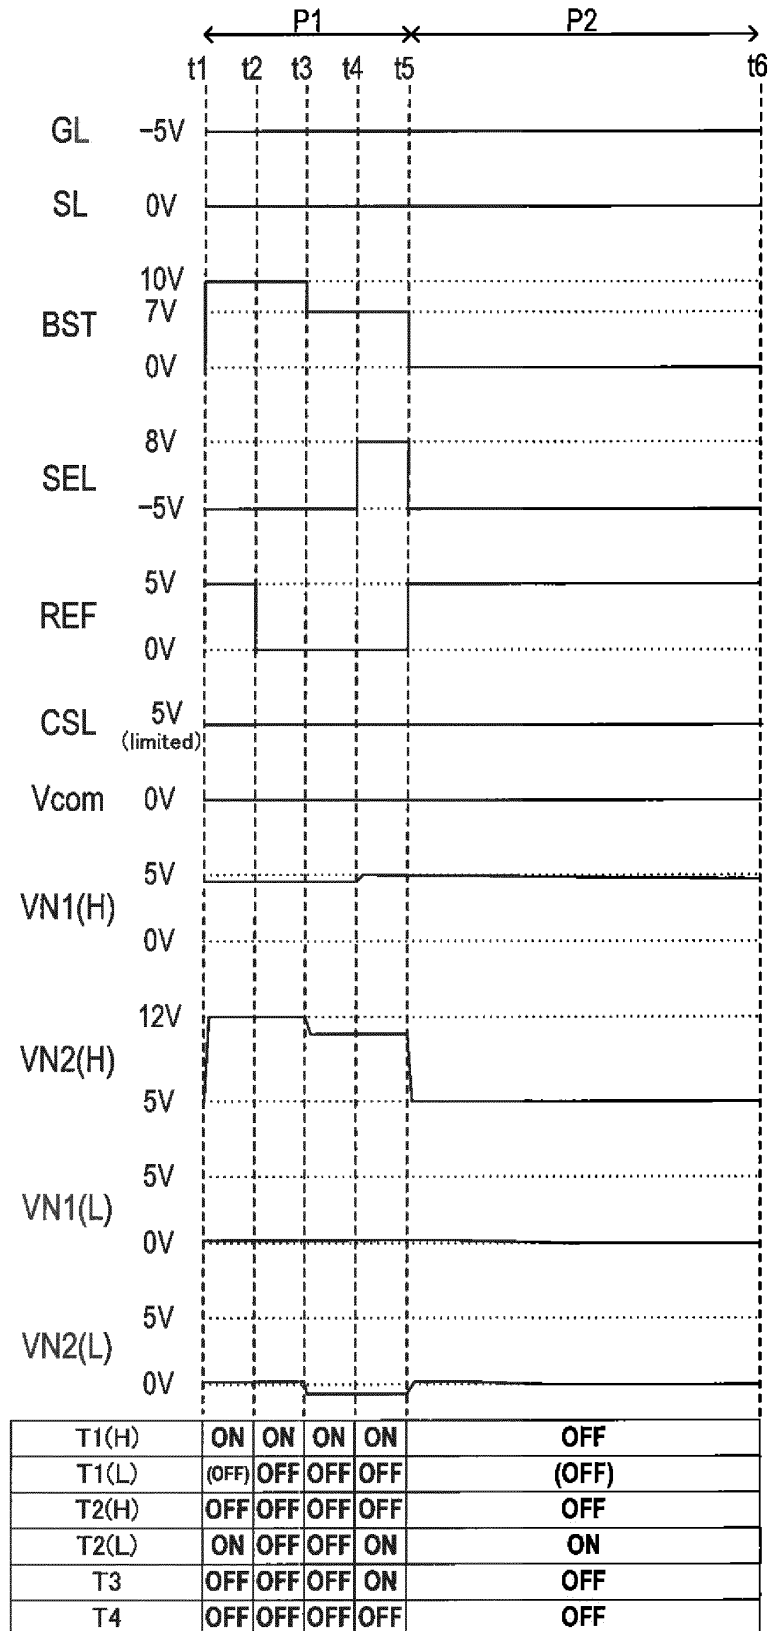 P1 P2
t1 t2 t3 t4 t5 t6
GL −5V
SL 0V
10V
7V
BST
0V
8V
SEL
−5V
5V
REF
0V
CSL 5V
(limited)
Vcom 0V
5V
VN1(H)
0V
12V
VN2(H)
5V
5V
VN1(L)
0V
5V
VN2(L)
0V
T1(H) ON ON ON ON OFF
T1(L) (OFF) OFF OFF OFF (OFF)
T2(H) OFF OFF OFF OFF OFF
T2(L) ON OFF OFF ON ON
T3 OFF OFF OFF ON OFF
T4 OFF OFF OFF OFF OFF